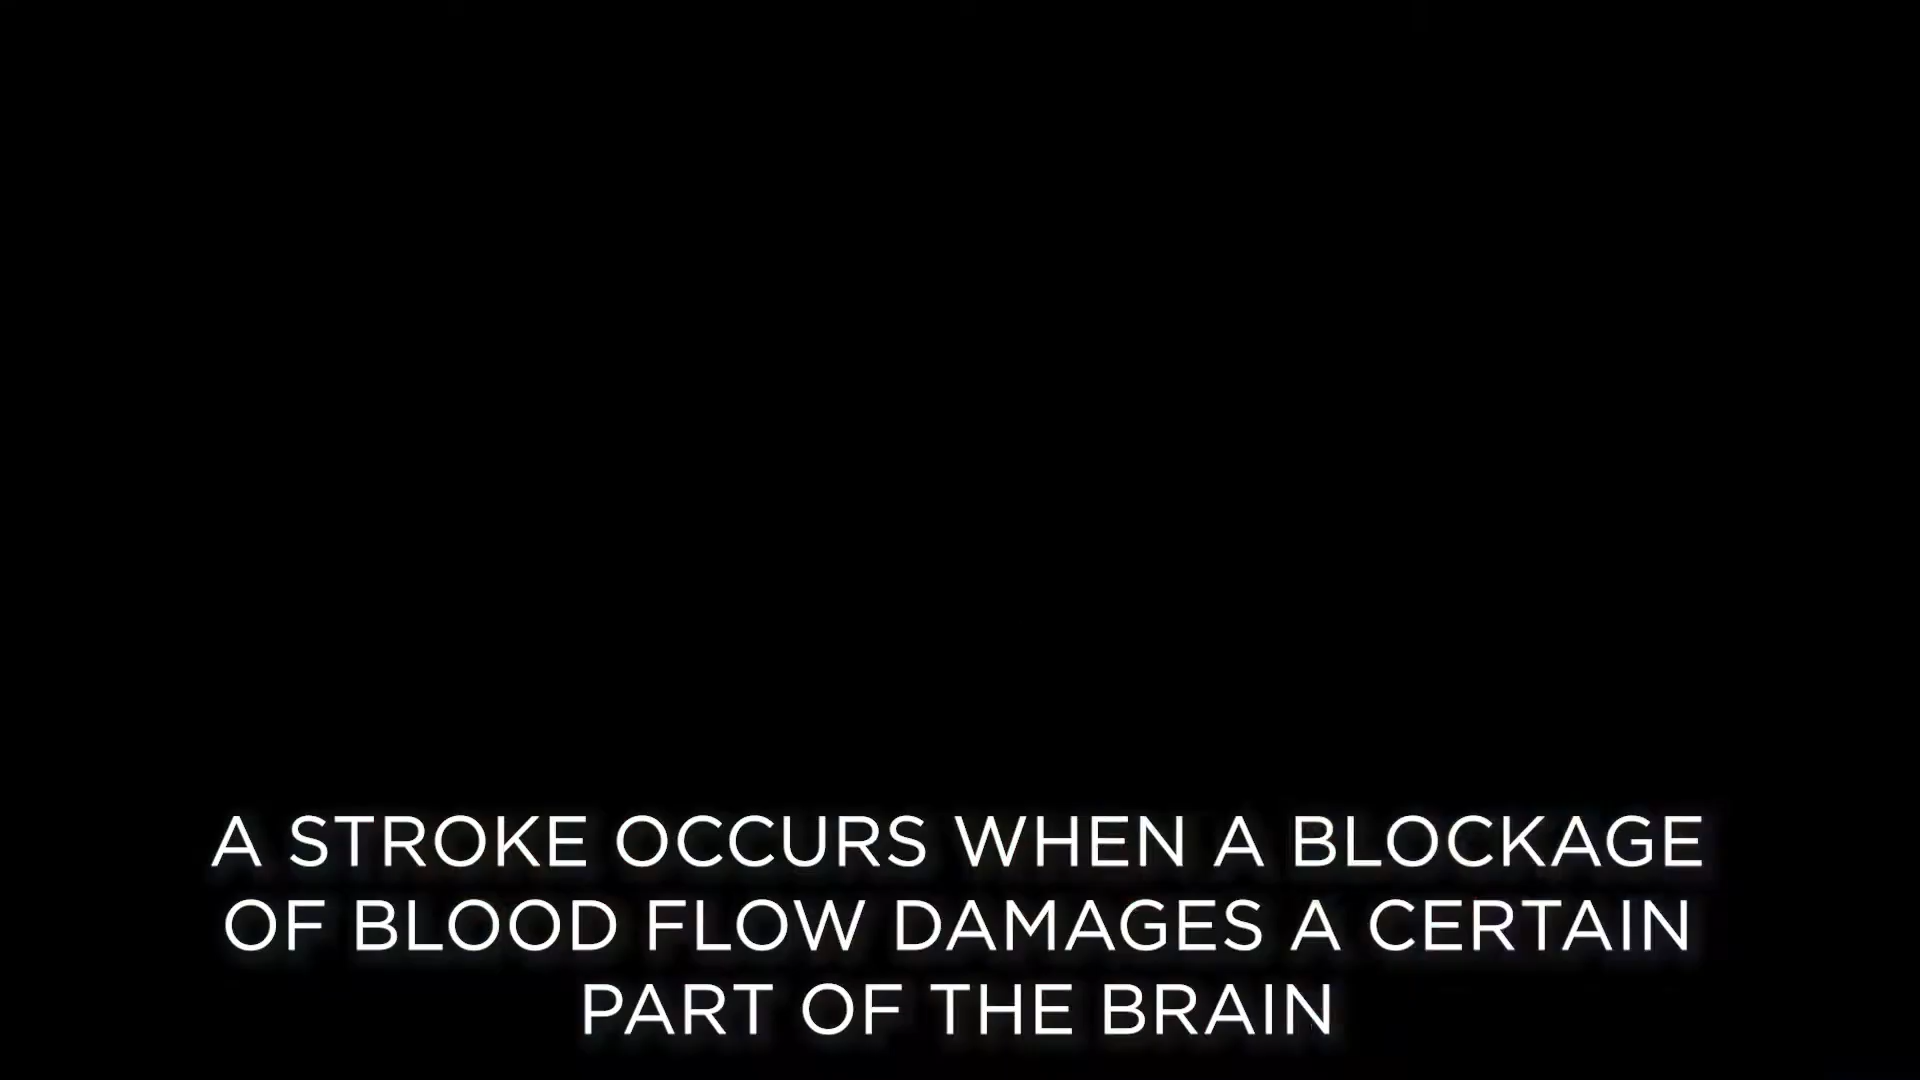 A STROKE OCCURS WHEN A BLOCKAGE
OF BLOOD FLOW DAMAGES A CERTAIN
PART OF THE BRAIN